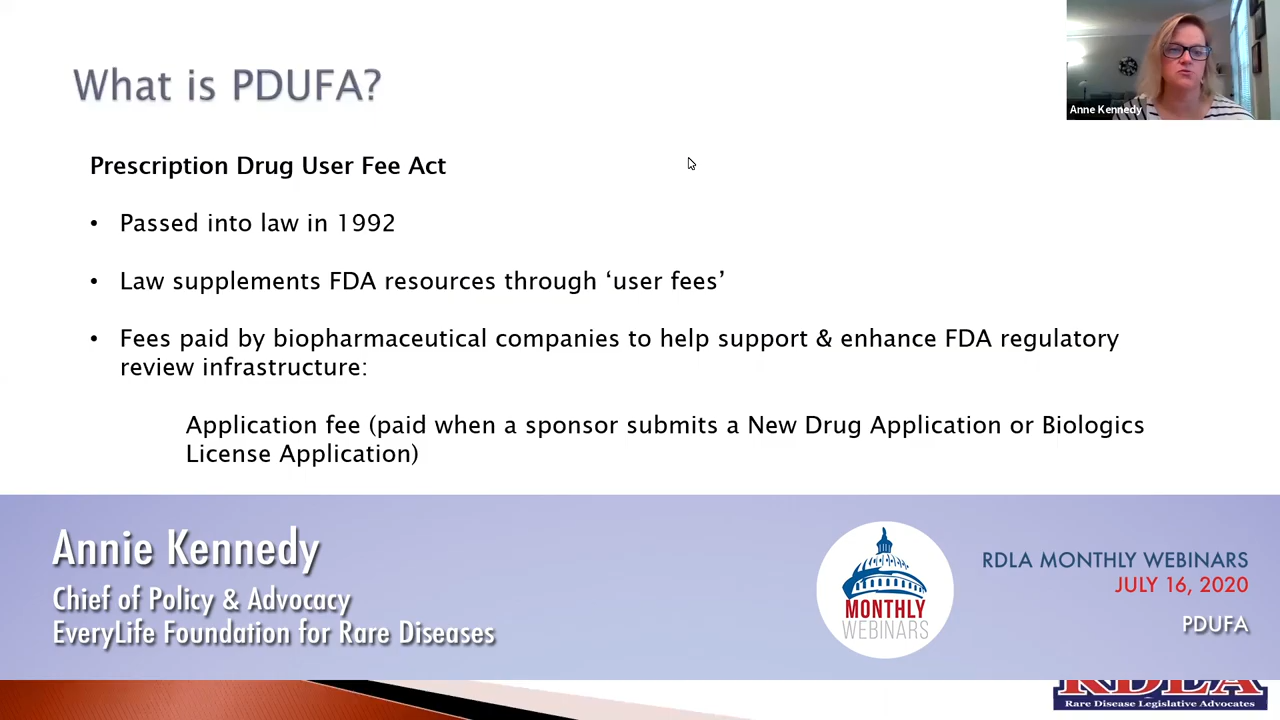 What is PDUFA?
Anne Kennedy
Prescription Drug User Fee Act
• Passed into law in 1992
• Law supplements FDA resources through ‘user fees’
• Fees paid by biopharmaceutical companies to help support & enhance FDA regulatory
review infrastructure:
Application fee (paid when a sponsor submits a New Drug Application or Biologics
License Application)
Annie Kennedy
Chief of Policy & Advocacy
EveryLife Foundation for Rare Diseases
MONTHLY
WEBINARS
RDLA MONTHLY WEBINARS
JULY 16, 2020
PDUFA
RDLA
Rare Disease Legislative Advocates